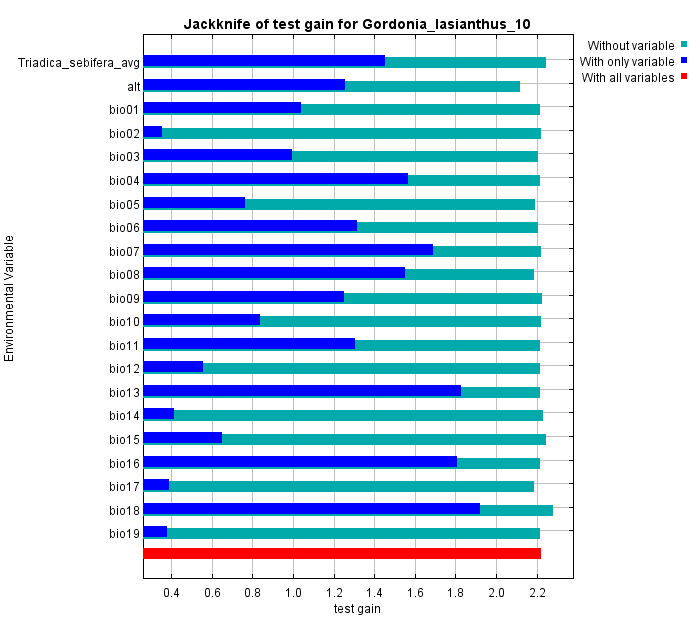 Jackknife of test gain for Gordonia_lasianthus_10
Without variable
With only variable
With all variables
Environmental Variable
Triadica_sebifera_avg
alt
bio01
bio02
bio03
bio04
bio05
bio06
bio07
bio08
bio09
bio10
bio11
bio12
bio13
bio14
bio15
bio16
bio17
bio18
bio19
0.4 0.6 0.8 1.0 1.2 1.4 1.6 1.8 2.0 2.2
test gain